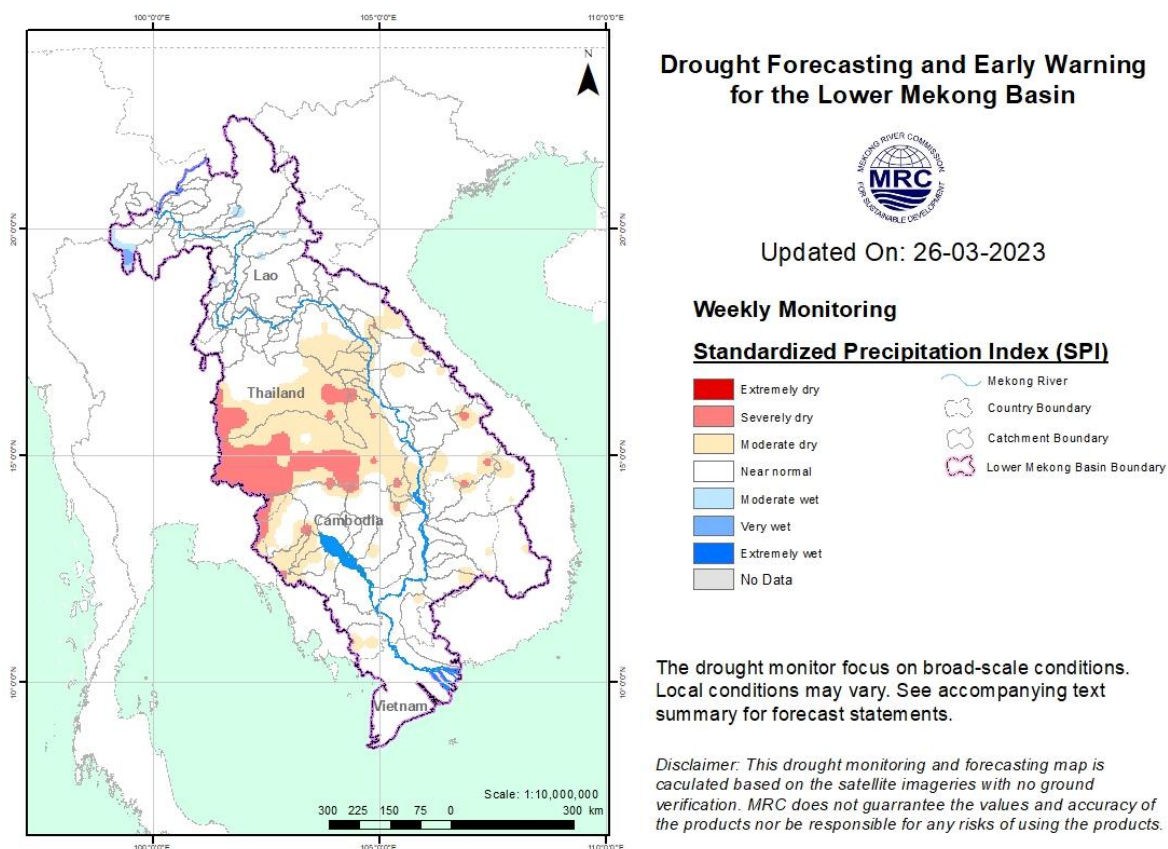 100°0'0"E
105°0'0"E
110°0'0"E
N
20°0'0"N
20°0'0"N
15°0'0"N
15°0'0"N
10°0'0"N
10°0'0"N
Lao
Thailand
Cambodia
Vietnam
Scale: 1:10,000,000
300 225 150 75 0 300 km
100°0'0"E
105°0'0"E
110°0'0"E
Drought Forecasting and Early Warning
for the Lower Mekong Basin
MEKONG RIVER COMMISSION
MRC
FOR SUSTAINABLE DEVELOPMENT
Updated On: 26-03-2023
Weekly Monitoring
Standardized Precipitation Index (SPI)
Extremely dry
Severely dry
Moderate dry
Near normal
Moderate wet
Very wet
Extremely wet
No Data
Mekong River
Country Boundary
Catchment Boundary
Lower Mekong Basin Boundary
The drought monitor focus on broad-scale conditions.
Local conditions may vary. See accompanying text
summary for forecast statements.
Disclaimer: This drought monitoring and forecasting map is
caculated based on the satellite imageries with no ground
verification. MRC does not guarrantee the values and accuracy of
the products nor be responsible for any risks of using the products.